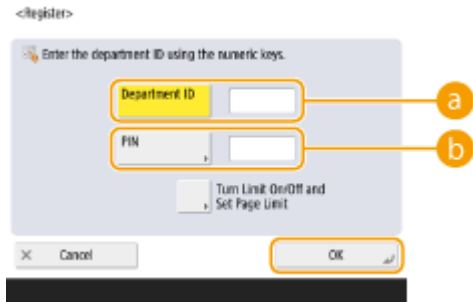 <Register>
Enter the department ID using the numeric keys.
Department ID
a
PIN
b
Turn Limit On/Off and
Set Page Limit
× Cancel
OK